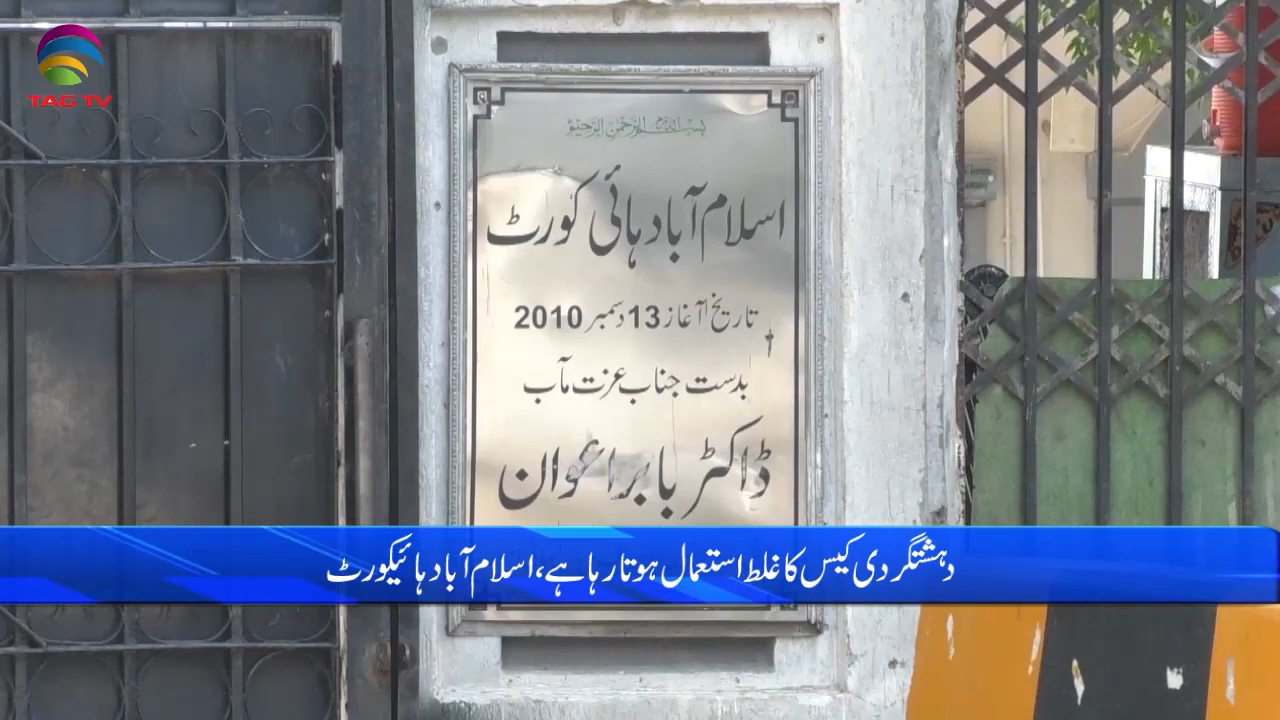 TAG TV
بسم اللہ الرحمن الرحیم
اسلام آباد ہائی کورٹ
تاریخ آغاز 13 دسمبر 2010
بدست جناب عزت مآب
ڈاکٹر بابر اعوان
دہشتگردی کیس کا غلط استعمال ہوتا رہا ہے، اسلام آباد ہائیکورٹ